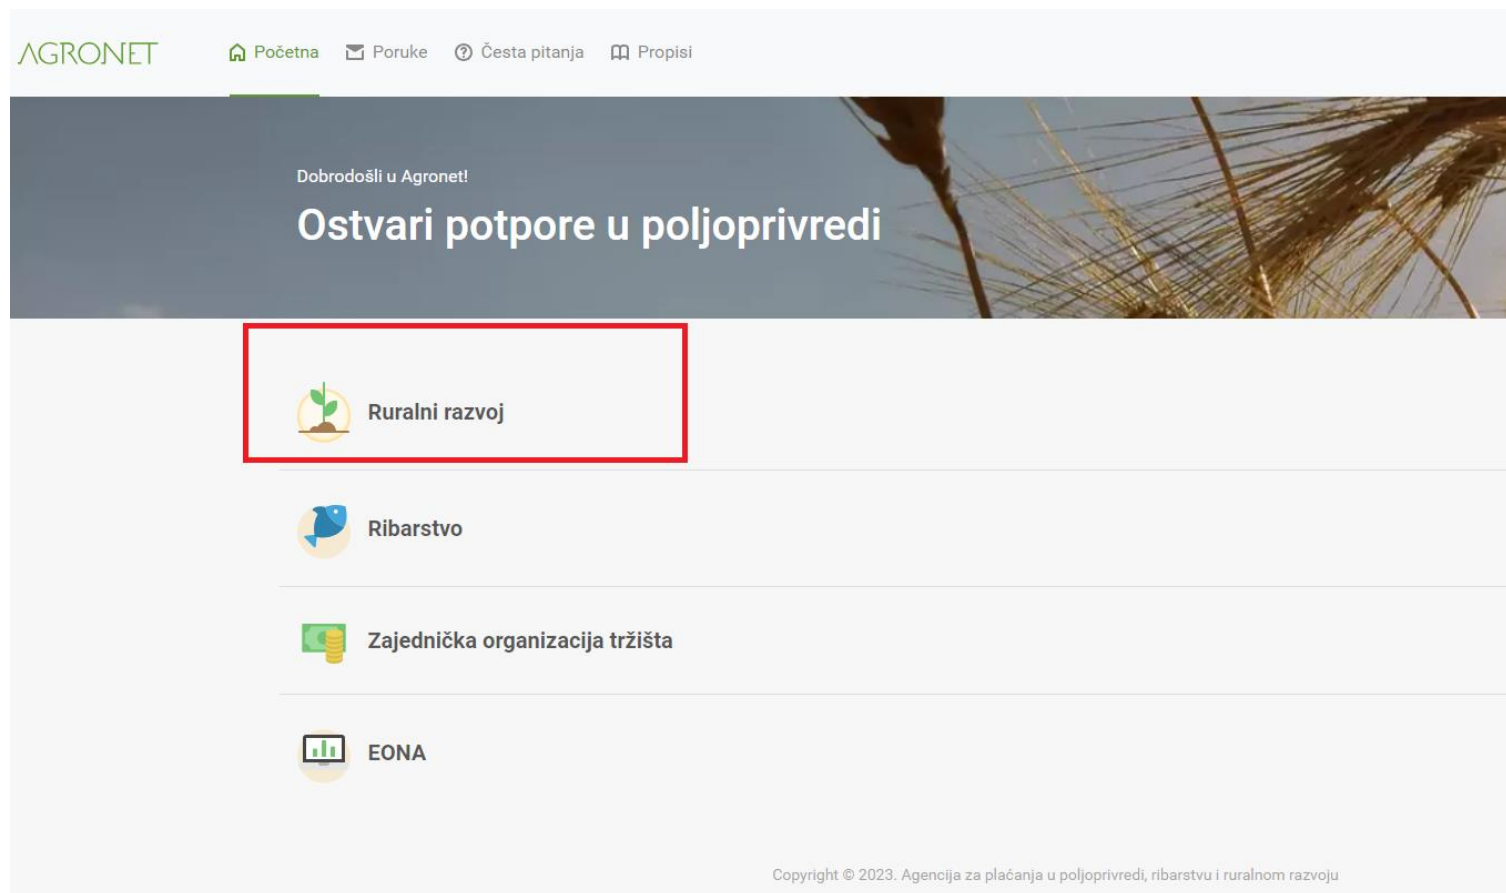 AGRONET
Početna Poruke Česta pitanja Propisi
Dobrodošli u Agronet!
Ostvari potpore u poljoprivredi
Ruralni razvoj
Ribarstvo
Zajednička organizacija tržišta
EONA
Copyright © 2023. Agencija za plaćanja u poljoprivredi, ribarstvu i ruralnom razvoju